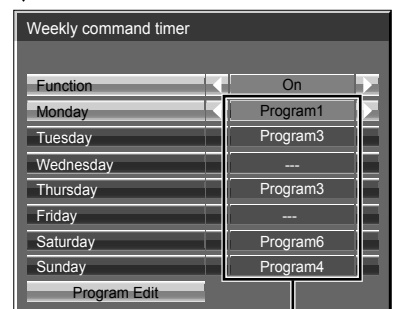 Weekly command timer
Function On
Monday Program1
Tuesday Program3
Wednesday ---
Thursday Program3
Friday ---
Saturday Program6
Sunday Program4
Program Edit